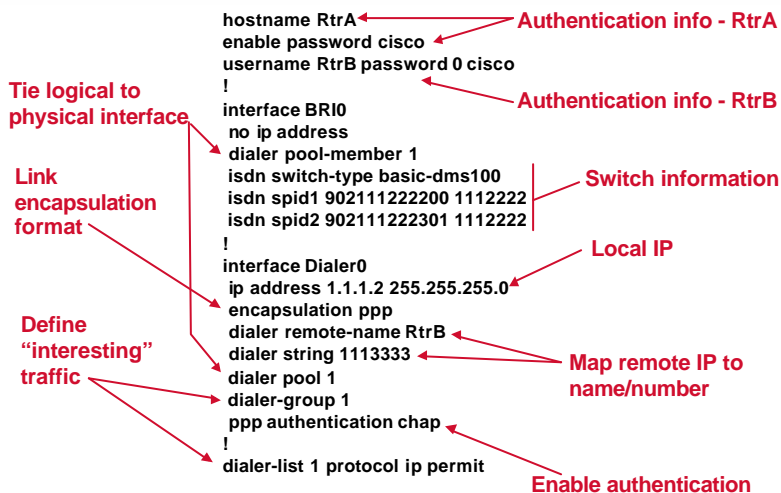 hostname RtrA
enable password cisco
username RtrB password 0 cisco
!
interface BRI0
no ip address
dialer pool-member 1
isdn switch-type basic-dms100
isdn spid1 902111222200 1112222
isdn spid2 902111222301 1112222
!
interface Dialer0
ip address 1.1.1.2 255.255.255.0
encapsulation ppp
dialer remote-name RtrB
dialer string 1113333
dialer pool 1
dialer-group 1
ppp authentication chap
!
dialer-list 1 protocol ip permit
Tie logical to
physical interface
Link
encapsulation
format
Define
“interesting”
traffic
Authentication info - RtrA
Authentication info - RtrB
Switch information
Local IP
Map remote IP to
name/number
Enable authentication